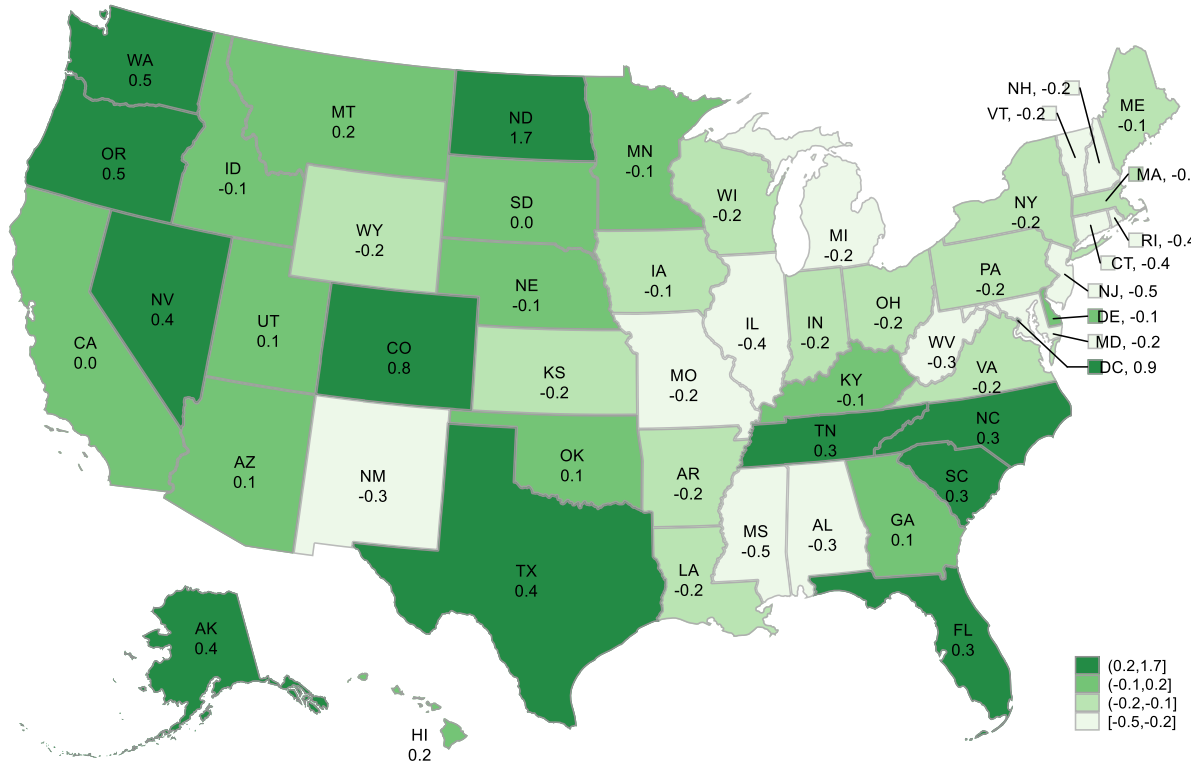 WA
0.5
OR
0.5
CA
0.0
ID
-0.1
NV
0.4
MT
0.2
WY
-0.2
UT
0.1
AZ
0.1
CO
0.8
NM
-0.3
ND
1.7
SD
0.0
NE
-0.1
KS
-0.2
OK
0.1
TX
0.4
MN
-0.1
IA
-0.1
MO
-0.2
AR
-0.2
LA
-0.2
WI
-0.2
IL
-0.4
MI
-0.2
IN
-0.2
OH
-0.2
KY
-0.1
TN
0.3
MS
-0.5
AL
-0.3
GA
0.1
FL
0.3
SC
0.3
NC
0.3
VA
-0.2
WV
-0.3
PA
-0.2
NY
-0.2
ME
-0.1
NH, -0.2
VT, -0.2
MA, -0.
RI, -0.4
CT, -0.4
NJ, -0.5
DE, -0.1
MD, -0.2
DC, 0.9
AK
0.4
HI
0.2
(0.2,1.7]
(-0.1,0.2]
(-0.2,-0.1]
[-0.5,-0.2]